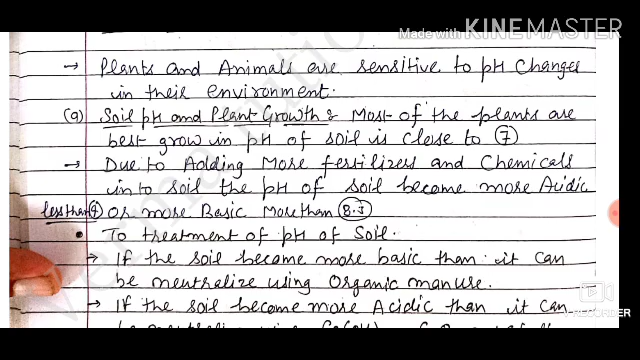 Made with KINEMASTER
→ Plants and Animals are sensitive to pH Changes
in their environment.
(a) Soil pH and Plant Growth : Most of the plants are
best grow in pH of soil is close to 7
→ Due to Adding More fertilizers and Chemicals
into soil the pH of soil become more Acidic
less than 4 Or more Basic More than 8.5
• To treatment of pH of Soil.
→ If the soil became more basic than it can
be neutralize using Organic manure.
→ If the soil become more Acidic than it can
RECORDER